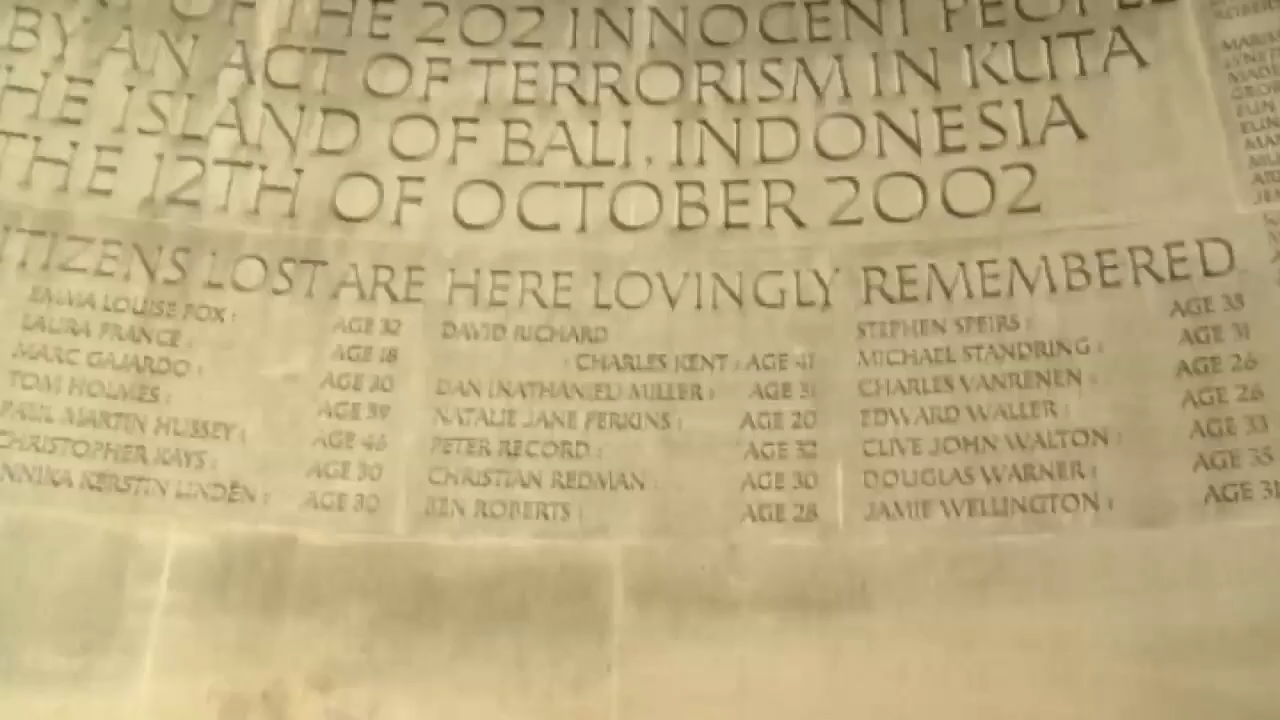 OF THE 202 INNOCENT PEOPLE
BY AN ACT OF TERRORISM IN KUTA
HE ISLAND OF BALI, INDONESIA
THE 12TH OF OCTOBER 2002
ITIZENS LOST ARE HERE LOVINGLY REMEMBERED
EMMA LOUISE FOX : AGE 32
LAURA FRANCE : AGE 18
MARC GAJARDO : AGE 30
TOM HOLMES : AGE 39
PAUL MARTIN HUSSEY : AGE 46
CHRISTOPHER KAYS : AGE 30
NNIKA KERSTIN LINDÉN : AGE 30
DAVID RICHARD
CHARLES KENT : AGE 41
DAN (NATHANIEL) MILLER : AGE 31
NATALIE JANE PERKINS : AGE 20
PETER RECORD : AGE 32
CHRISTIAN REDMAN : AGE 30
BEN ROBERTS : AGE 28
STEPHEN SPEIRS : AGE
MICHAEL STANDRING : AGE 31
CHARLES VANRENEN : AGE 26
EDWARD WALLER : AGE 26
CLIVE JOHN WALTON : AGE 33
DOUGLAS WARNER : AGE 35
JAMIE WELLINGTON : AGE 31